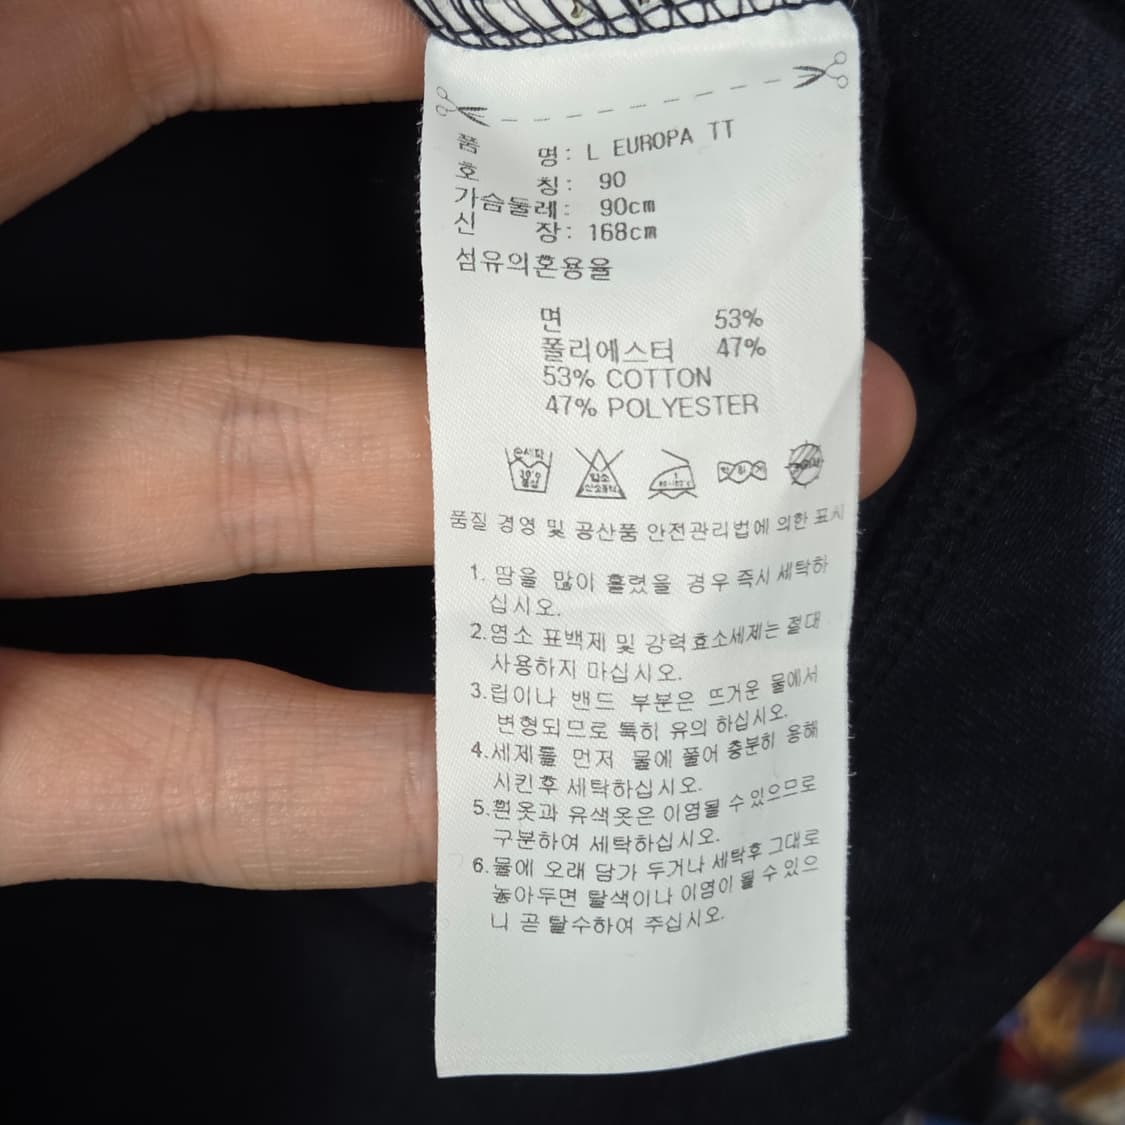 품 명: L EUROPA TT
호 칭: 90
가슴둘레: 90cm
신 장: 168cm
섬유의혼용율
면 53%
폴리에스터 47%
53% COTTON
47% POLYESTER
품질 경영 및 공산품 안전관리법에 의한 표시
1. 땀을 많이 흘렸을 경우 즉시 세탁하
십시오.
2.염소 표백제 및 강력효소세제는 절대
사용하지 마십시오.
3.립이나 밴드 부분은 뜨거운 물에서
변형되므로 특히 유의 하십시오.
4.세제를 먼저 물에 풀어 충분히 용해
시킨후 세탁하십시오.
5.흰옷과 유색옷은 이염될 수 있으므로
구분하여 세탁하십시오.
6.물에 오래 담가 두거나 세탁후 그대로
놓아두면 탈색이나 이염이 될 수 있으
니 곧 탈수하여 주십시오.